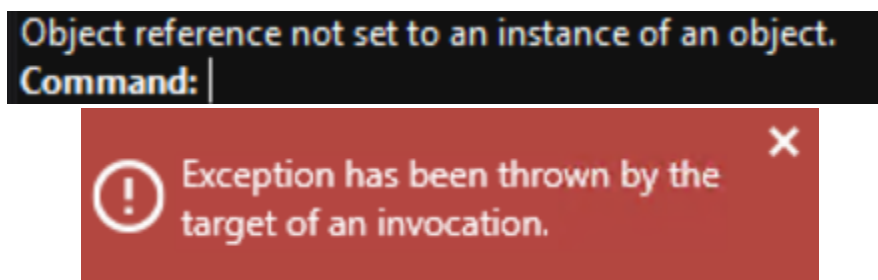 Object reference not set to an instance of an object.
Command:
Exception has been thrown by the
target of an invocation.